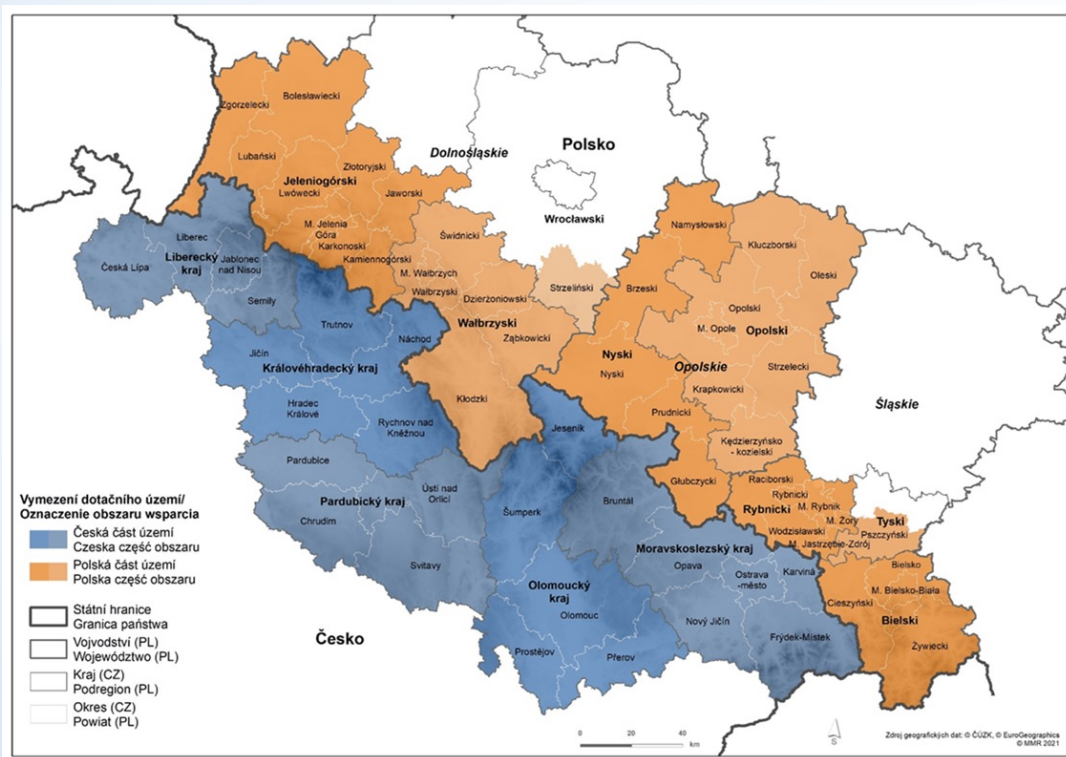 Zgorzelecki
Bolesławiecki
Lubański
Złotoryjski
Jeleniogórski
Lwówecki
Jaworski
M. Jelenia
Góra
Karkonoski
Kamiennogórski
Dolnośląskie
Polsko
Wrocławski
Świdnicki
M. Wałbrzych
Wałbrzyski
Dzierżoniowski
Strzeliński
Wałbrzyski
Ząbkowicki
Kłodzki
Namysłowski
Kluczborski
Oleski
Brzeski
Opolski
M. Opole
Opolski
Nyski
Nyski
Opolskie
Strzelecki
Krapkowicki
Prudnicki
Kędzierzyńsko
- kozielski
Głubczycki
Śląskie
Raciborski
Rybnicki
M. Rybnik
Rybnicki
M. Żory
Tyski
Wodzisławski
Pszczyński
M. Jastrzębie-Zdrój
Bielsko
M. Bielsko-Biała
Cieszyński
Bielski
Żywiecki
Liberec
Česká Lípa
Liberecký
kraj
Jablonec
nad Nisou
Semily
Trutnov
Náchod
Jičín
Královéhradecký kraj
Hradec
Králové
Rychnov nad
Kněžnou
Pardubice
Ústí nad
Orlicí
Pardubický kraj
Chrudim
Svitavy
Jeseník
Šumperk
Bruntál
Moravskoslezský kraj
Opava
Ostrava
-město
Karviná
Olomoucký
kraj
Olomouc
Nový Jičín
Frýdek-Místek
Prostějov
Přerov
Česko
Vymezení dotačního území/
Oznaczenie obszaru wsparcia
Česká část území
Czeska część obszaru
Polská část území
Polska część obszaru
Státní hranice
Granica państwa
Vojvodství (PL)
Województwo (PL)
Kraj (CZ)
Podregion (PL)
Okres (CZ)
Powiat (PL)
0 20 40
km
S
Zdroj geografických dat: © ČÚZK, © EuroGeographics
© MMR 2021